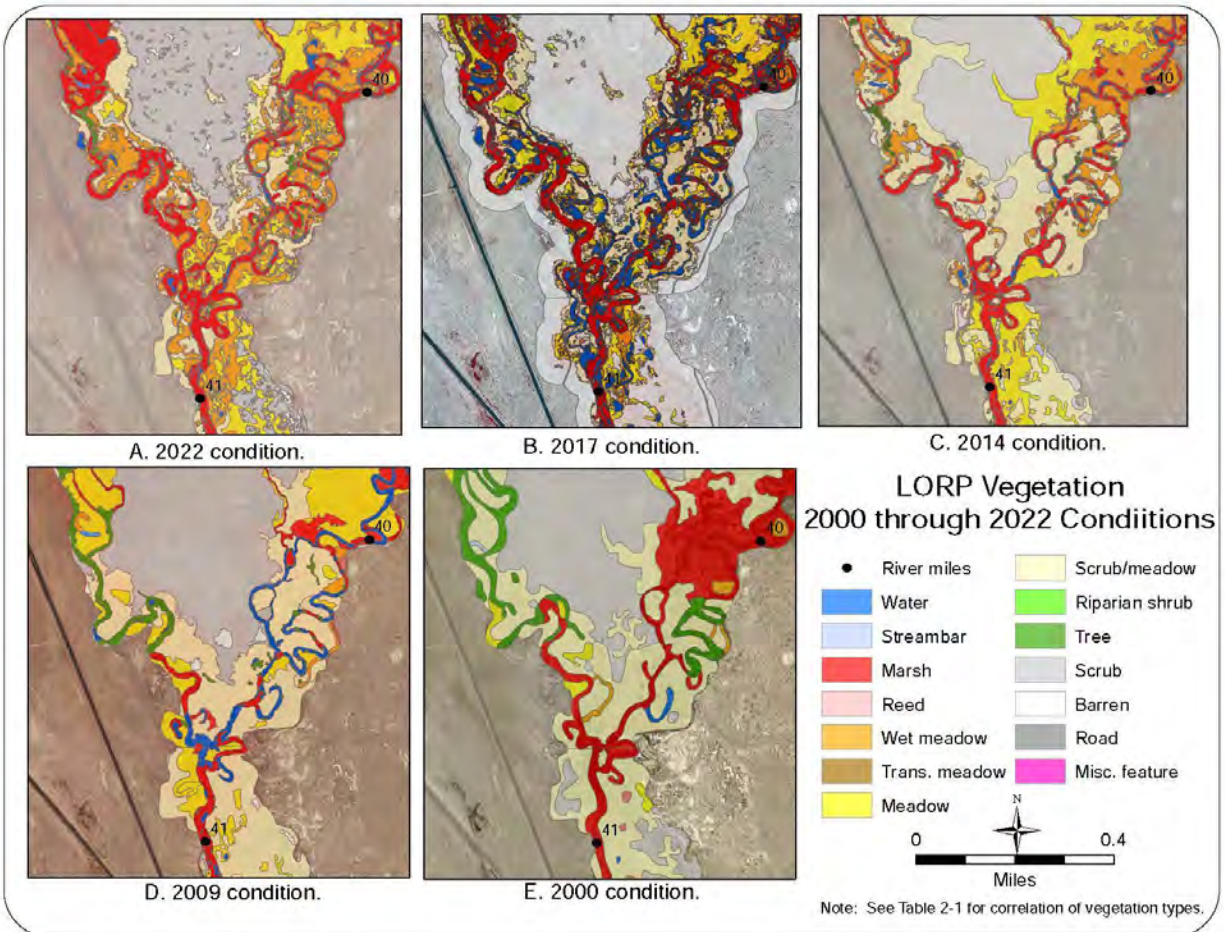 40
41
A. 2022 condition.
40
B. 2017 condition.
40
41
C. 2014 condition.
40
41
D. 2009 condition.
40
41
E. 2000 condition.
LORP Vegetation
2000 through 2022 Condiitions
River miles
Water
Streambar
Marsh
Reed
Wet meadow
Trans. meadow
Meadow
Scrub/meadow
Riparian shrub
Tree
Scrub
Barren
Road
Misc. feature
N
0 0.4
Miles
Note: See Table 2-1 for correlation of vegetation types.